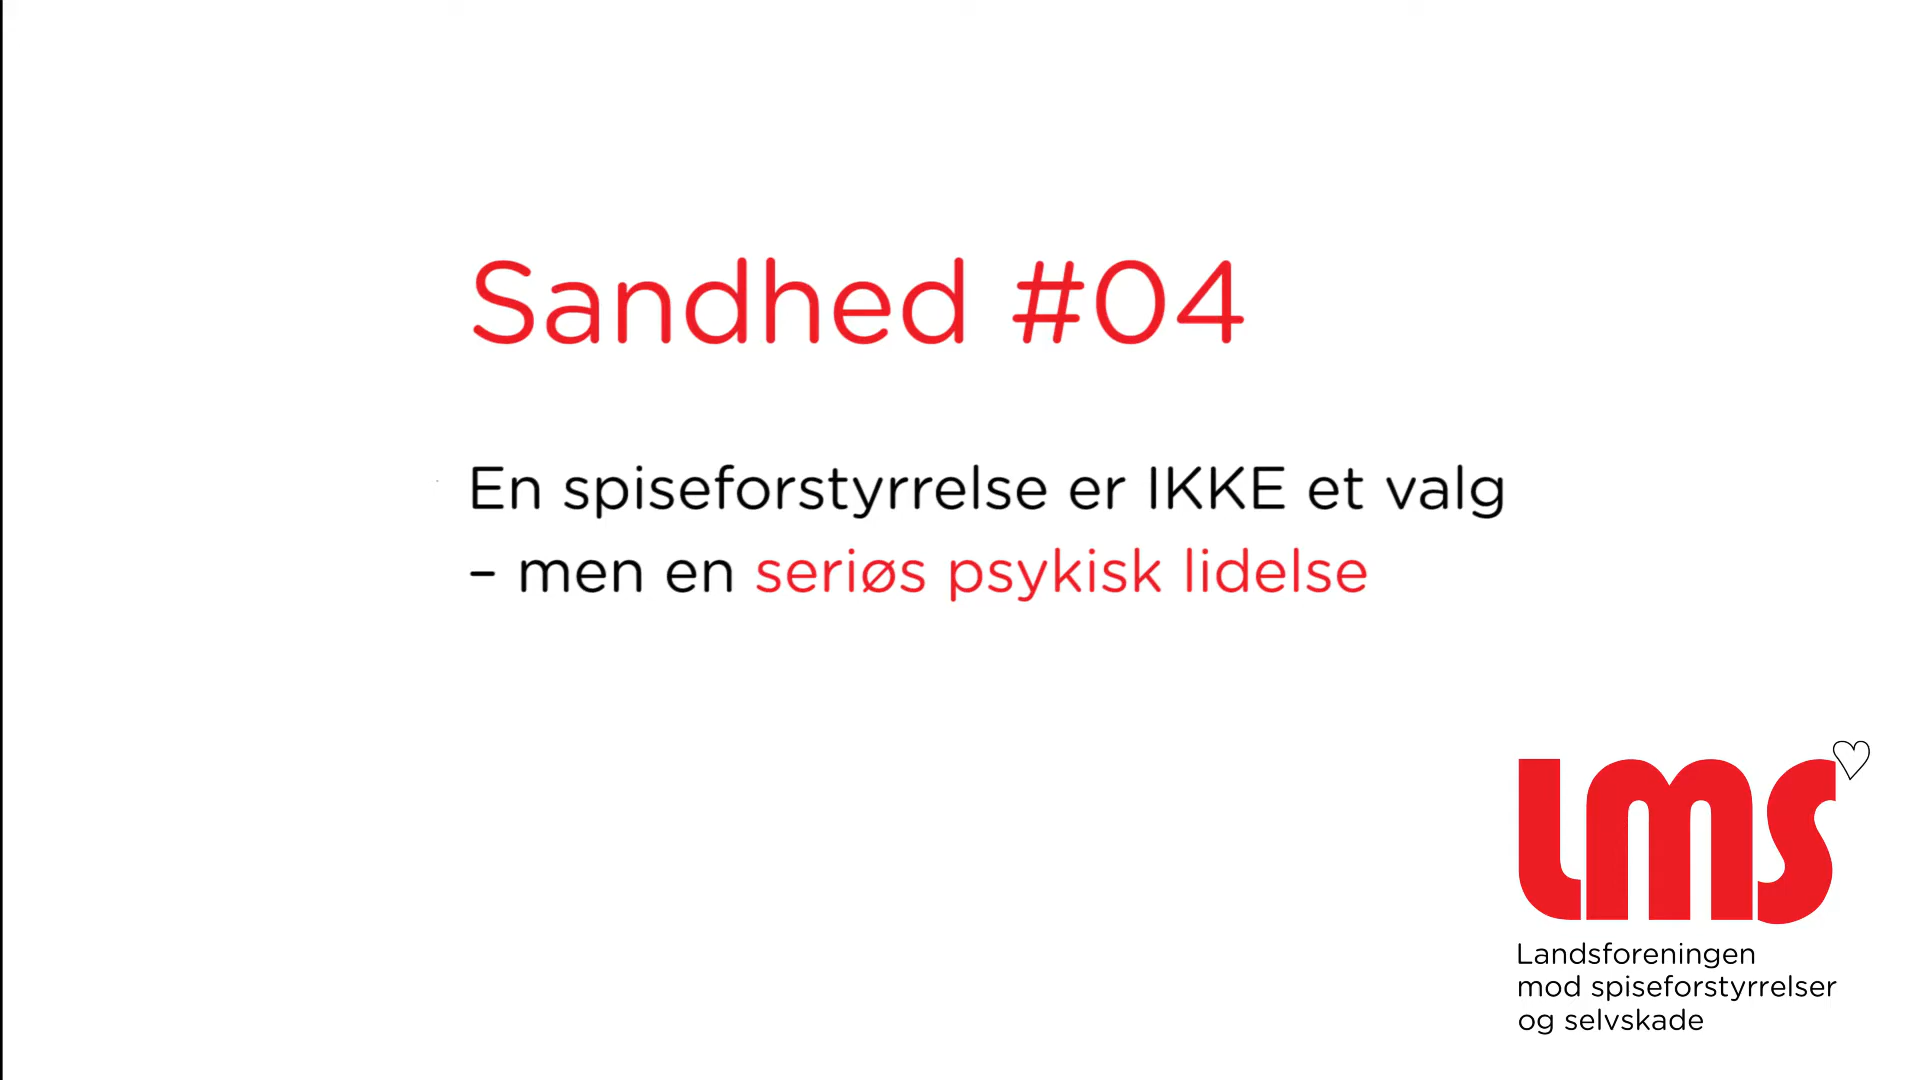 Sandhed #04
En spiseforstyrrelse er IKKE et valg
– men en seriøs psykisk lidelse
LMS
Landsforeningen
mod spiseforstyrrelser
og selvskade